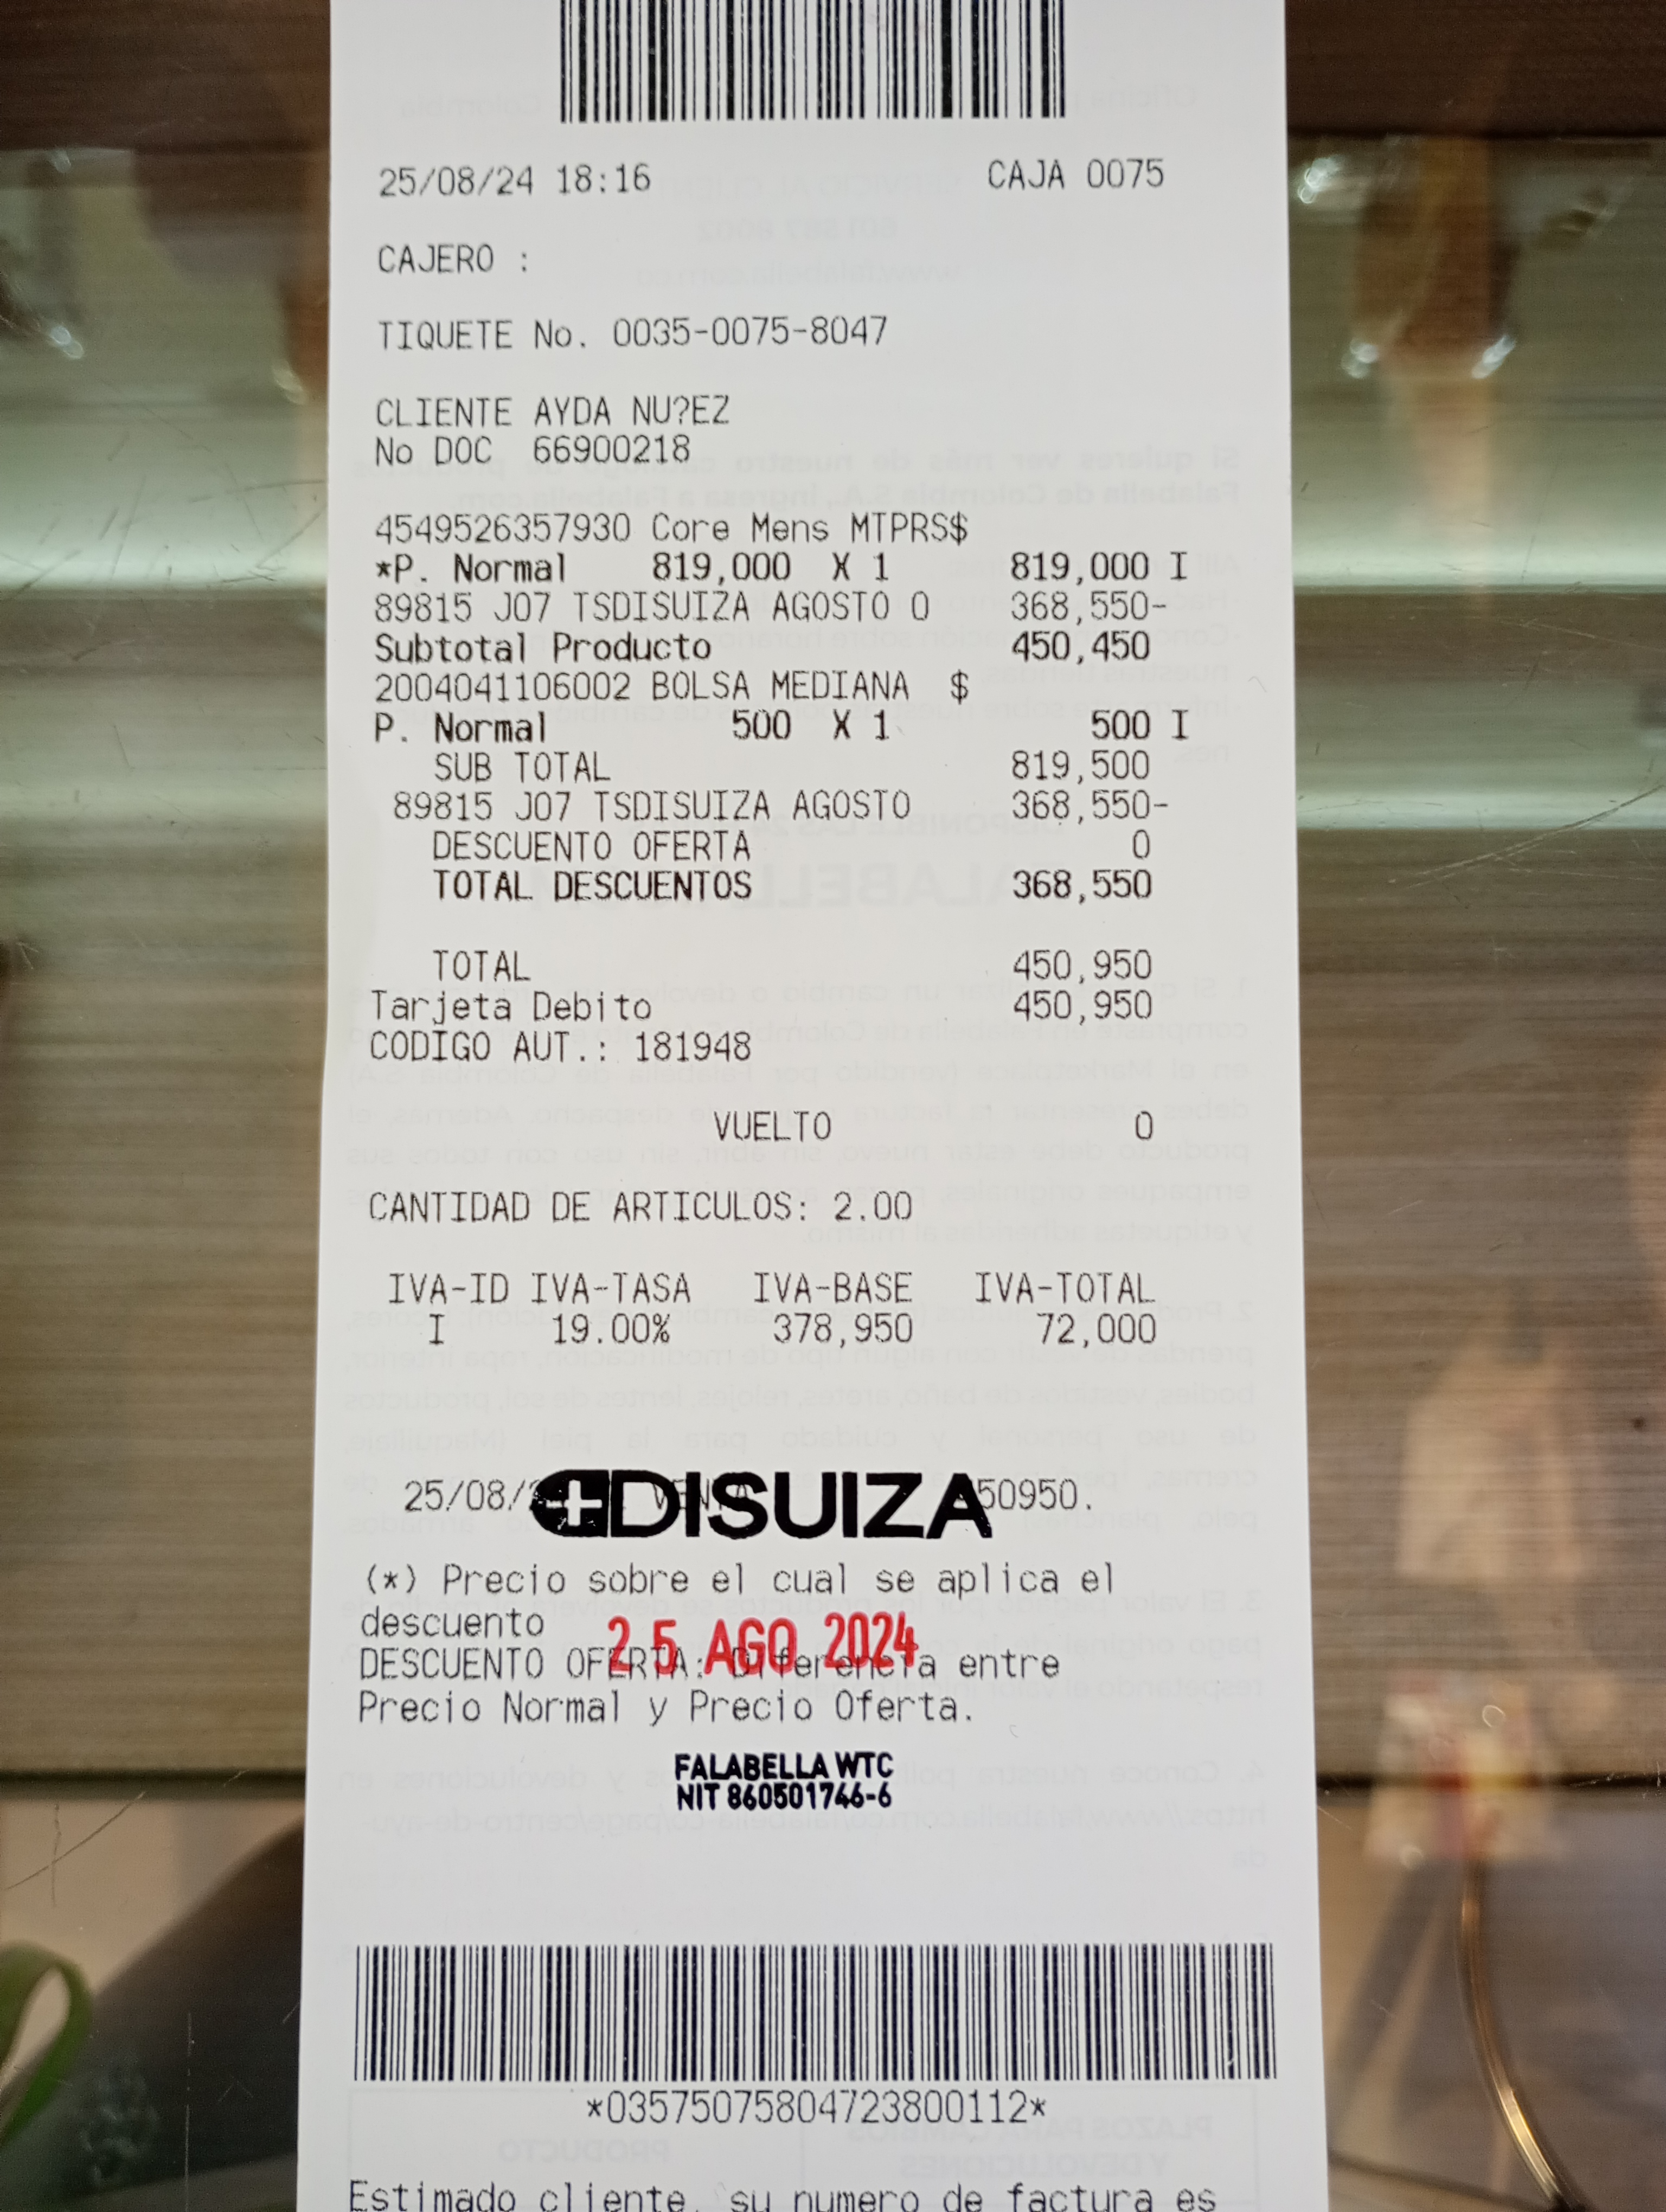 25/08/24 18:16 CAJA 0075
CAJERO :
TIQUETE No. 0035-0075-8047
CLIENTE AYDA NU?EZ
No DOC 66900218
4549526357930 Core Mens MTPRS$
*P. Normal 819,000 X 1 819,000 I
89815 J07 TSDISUIZA AGOSTO 0 368,550-
Subtotal Producto 450,450
2004041106002 BOLSA MEDIANA $
P. Normal 500 X 1 500 I
SUB TOTAL 819,500
89815 J07 TSDISUIZA AGOSTO 368,550-
DESCUENTO OFERTA 0
TOTAL DESCUENTOS 368,550
TOTAL 450,950
Tarjeta Debito 450,950
CODIGO AUT.: 181948
VUELTO 0
CANTIDAD DE ARTICULOS: 2.00
IVA-ID IVA-TASA IVA-BASE IVA-TOTAL
I 19.00% 378,950 72,000
25/08/ VENTA 50950.
DISUIZA
(*) Precio sobre el cual se aplica el
descuento
25 AGO 2024
DESCUENTO OFERTA: Diferencia entre
Precio Normal y Precio Oferta.
FALABELLA WTC
NIT 860501746-6
*03575075804723800112*
Estimado cliente, su numero de factura es